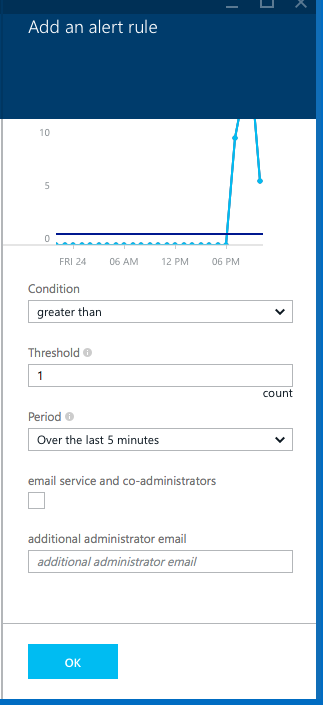 Add an alert rule
10
5
0
FRI 24 06 AM 12 PM 06 PM
Condition
greater than
Threshold
1
count
Period
Over the last 5 minutes
email service and co-administrators
additional administrator email
additional administrator email
OK